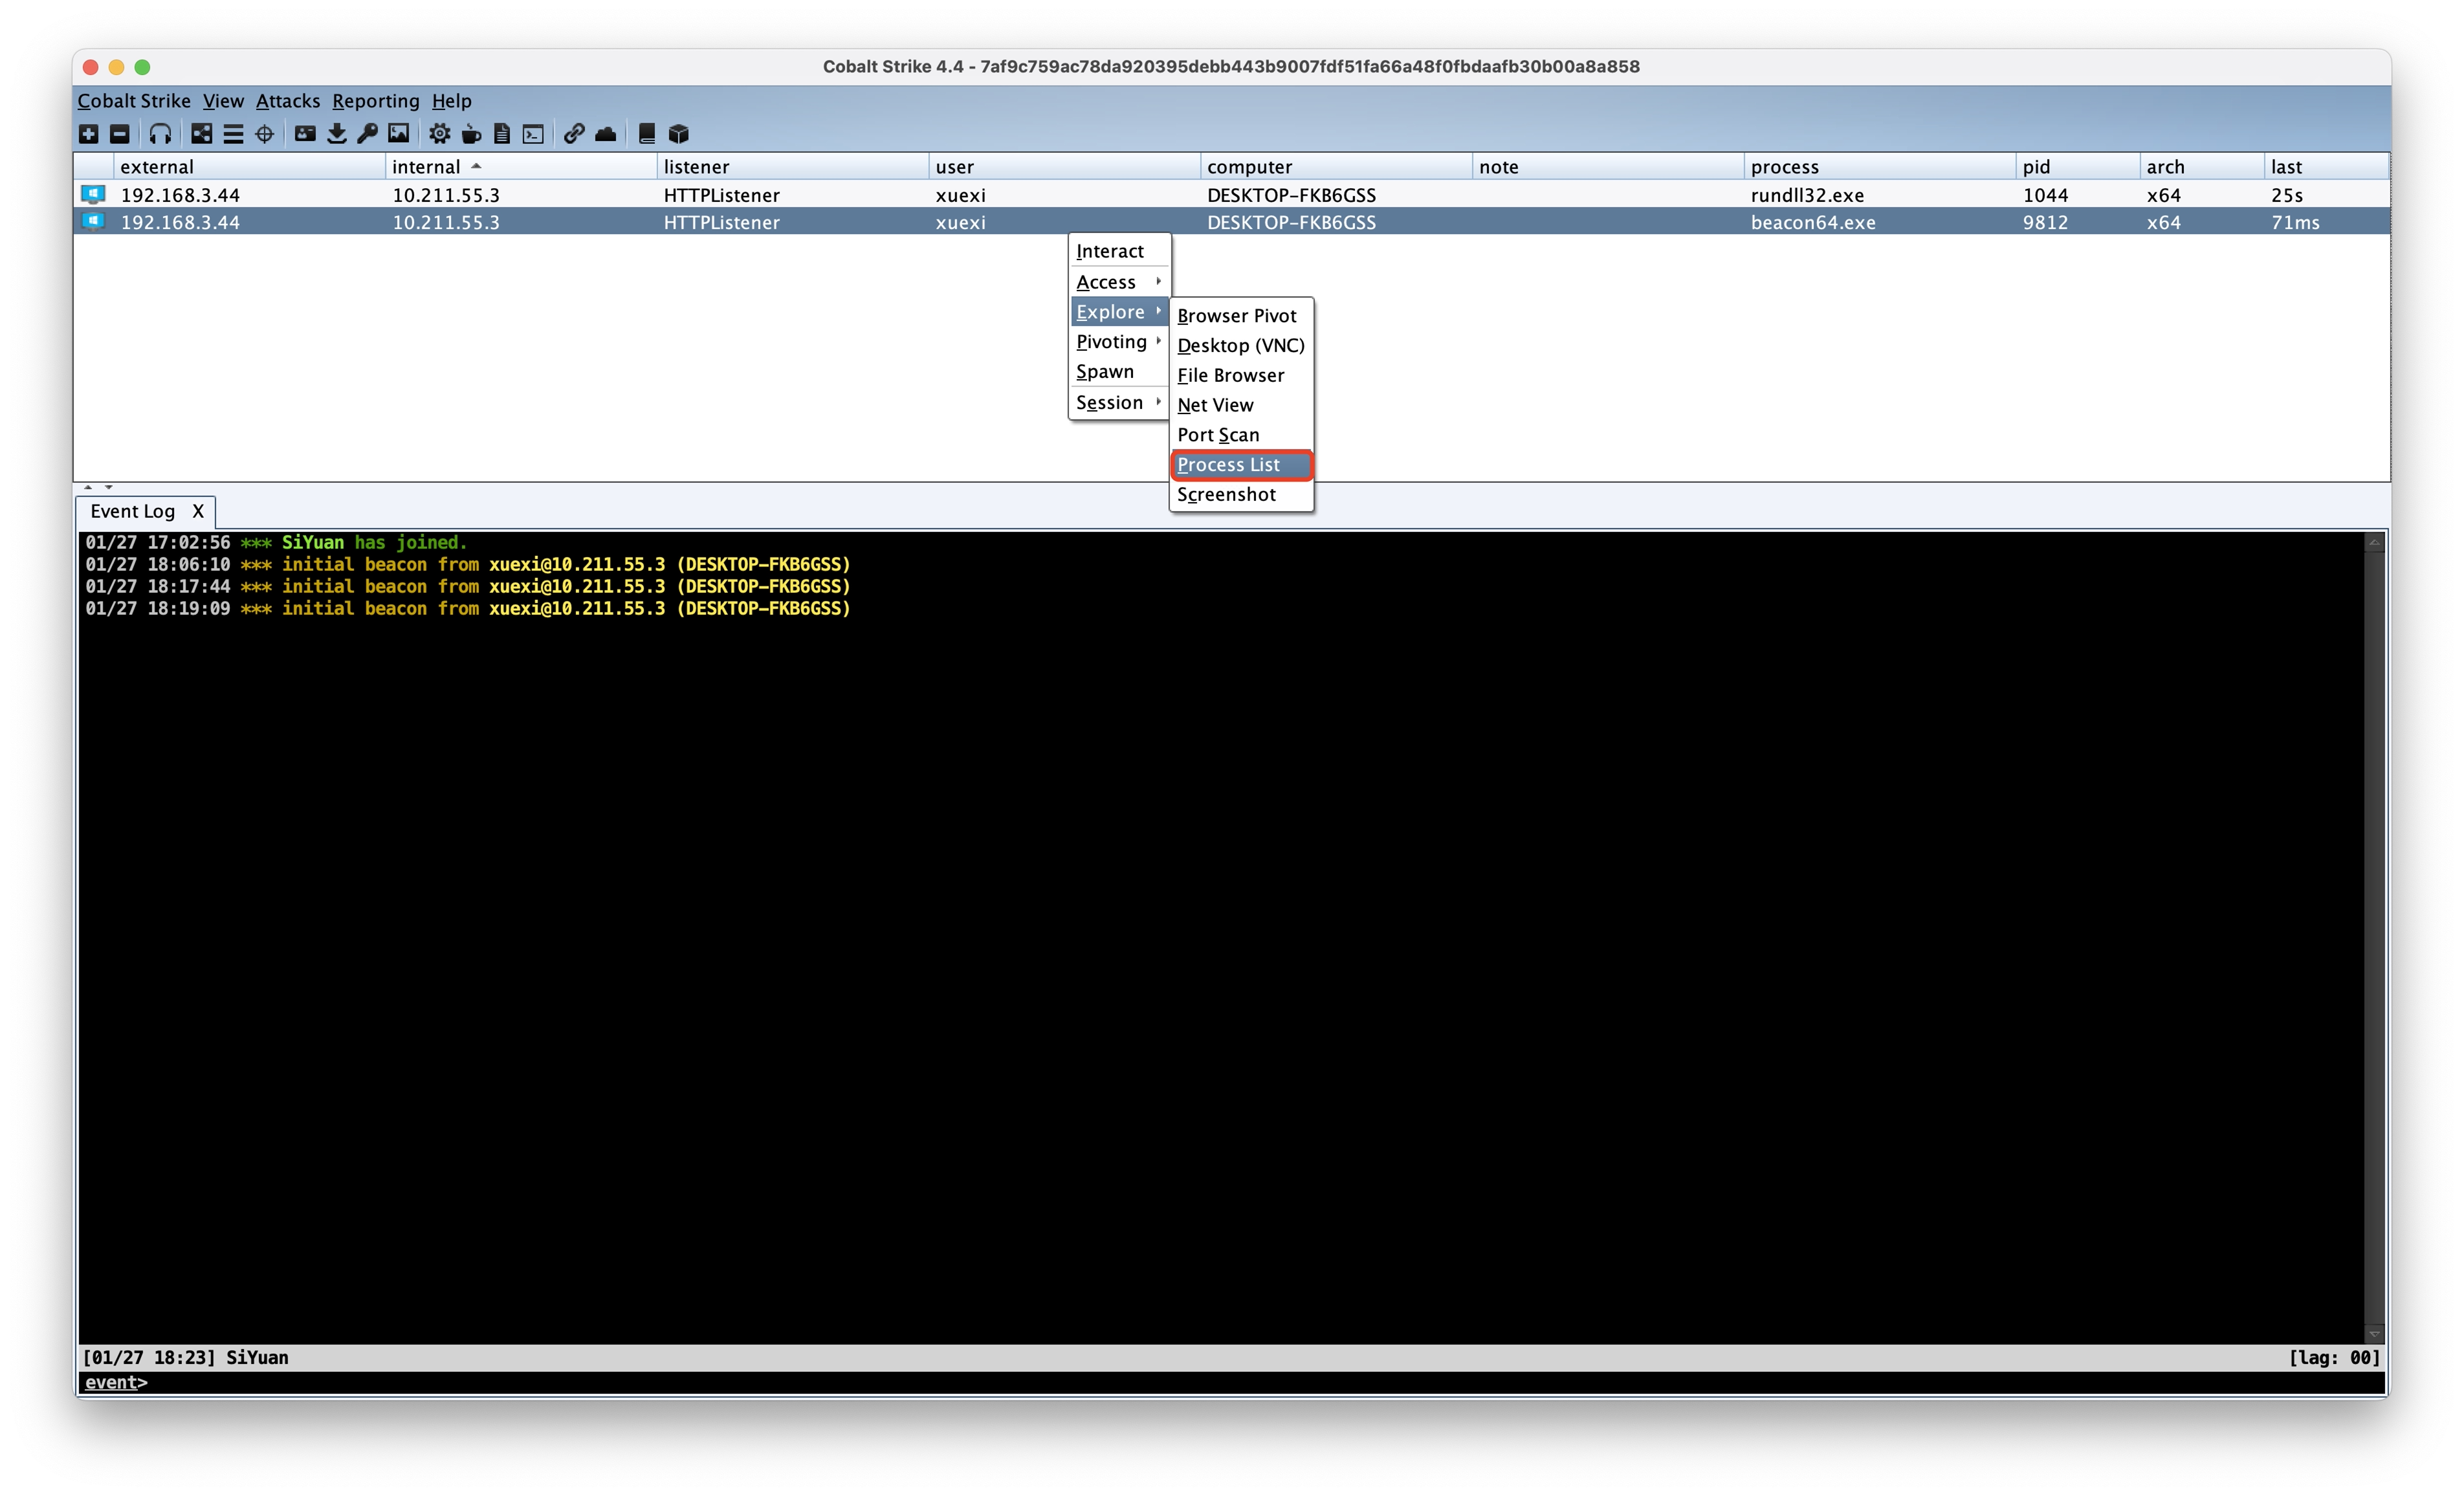 Cobalt Strike 4.4 - 7af9c759ac78da920395debb443b9007fdf51fa66a48f0fbdaafb30b00a8a858
Cobalt Strike View Attacks Reporting Help
external internal listener user computer note process pid arch last
192.168.3.44 10.211.55.3 HTTPListener xuexi DESKTOP-FKB6GSS rundll32.exe 1044 x64 25s
192.168.3.44 10.211.55.3 HTTPListener xuexi DESKTOP-FKB6GSS beacon64.exe 9812 x64 71ms
Interact
Access
Explore
Pivoting
Spawn
Session
Browser Pivot
Desktop (VNC)
File Browser
Net View
Port Scan
Process List
Screenshot
Event Log X
01/27 17:02:56 *** SiYuan has joined.
01/27 18:06:10 *** initial beacon from xuexi@10.211.55.3 (DESKTOP-FKB6GSS)
01/27 18:17:44 *** initial beacon from xuexi@10.211.55.3 (DESKTOP-FKB6GSS)
01/27 18:19:09 *** initial beacon from xuexi@10.211.55.3 (DESKTOP-FKB6GSS)
[01/27 18:23] SiYuan [lag: 00]
event>